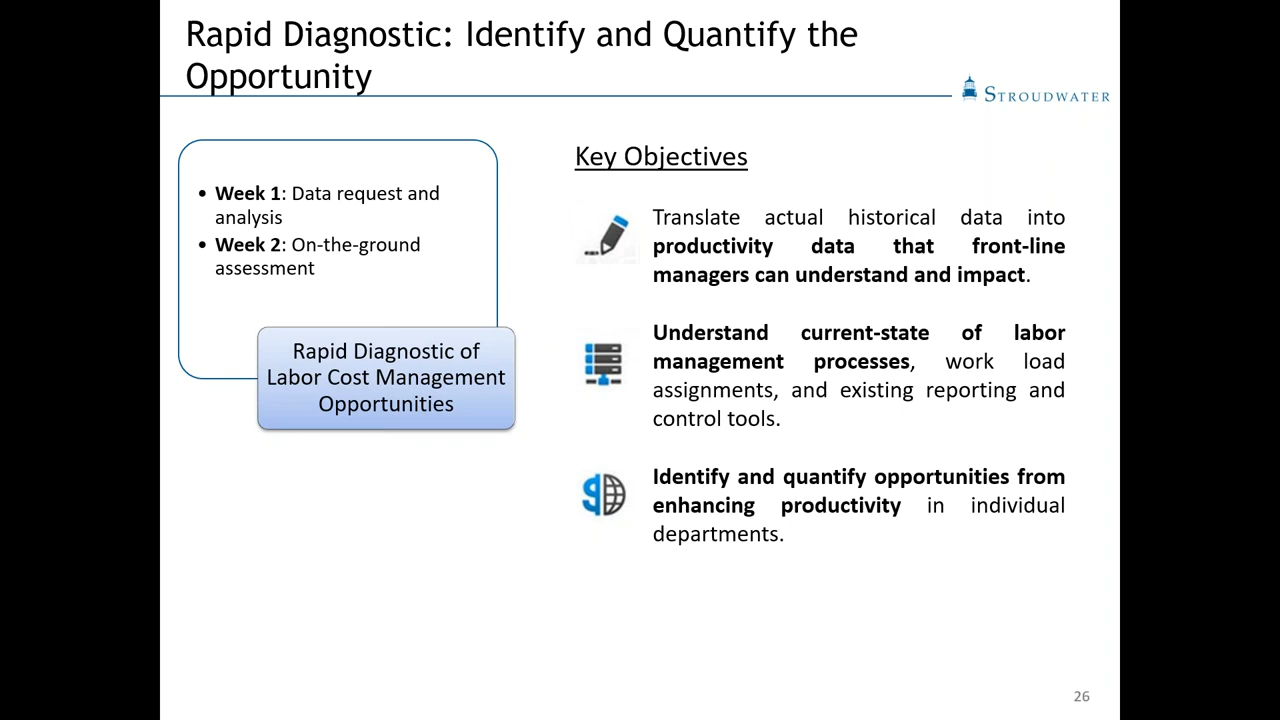 Rapid Diagnostic: Identify and Quantify the
Opportunity
STROUDWATER
• Week 1: Data request and
analysis
• Week 2: On-the-ground
assessment
Rapid Diagnostic of
Labor Cost Management
Opportunities
Key Objectives
Translate actual historical data into
productivity data that front-line
managers can understand and impact.
Understand current-state of labor
management processes, work load
assignments, and existing reporting and
control tools.
Identify and quantify opportunities from
enhancing productivity in individual
departments.
26